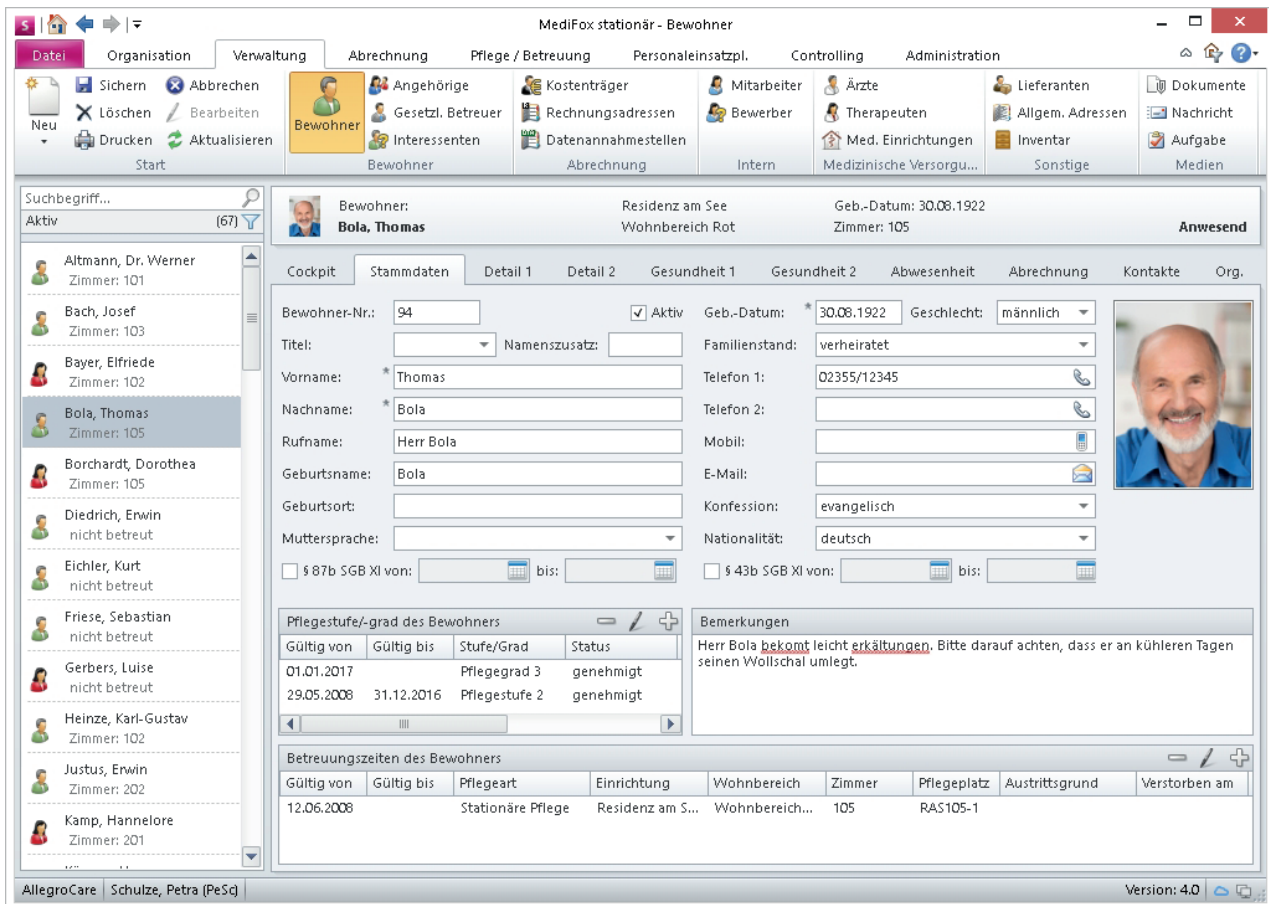 S
MediFox stationär - Bewohner
Datei Organisation Verwaltung Abrechnung Pflege / Betreuung Personaleinsatzpl. Controlling Administration
Neu
Sichern Abbrechen
Löschen Bearbeiten
Drucken Aktualisieren
Start
Bewohner
Angehörige
Gesetzl. Betreuer
Interessenten
Bewohner
Kostenträger
Rechnungsadressen
Datenannahmestellen
Abrechnung
Mitarbeiter
Bewerber
Intern
Ärzte
Therapeuten
Med. Einrichtungen
Medizinische Versorgu...
Lieferanten
Allgem. Adressen
Inventar
Sonstige
Dokumente
Nachricht
Aufgabe
Medien
Suchbegriff...
Aktiv (67)
Altmann, Dr. Werner
Zimmer: 101
Bach, Josef
Zimmer: 103
Bayer, Elfriede
Zimmer: 102
Bola, Thomas
Zimmer: 105
Borchardt, Dorothea
Zimmer: 105
Diedrich, Erwin
nicht betreut
Eichler, Kurt
nicht betreut
Friese, Sebastian
nicht betreut
Gerbers, Luise
nicht betreut
Heinze, Karl-Gustav
Zimmer: 102
Justus, Erwin
Zimmer: 202
Kamp, Hannelore
Zimmer: 201
Bewohner: Residenz am See Geb.-Datum: 30.08.1922
Bola, Thomas Wohnbereich Rot Zimmer: 105 Anwesend
Cockpit Stammdaten Detail 1 Detail 2 Gesundheit 1 Gesundheit 2 Abwesenheit Abrechnung Kontakte Org.
Bewohner-Nr.: 94 Aktiv Geb.-Datum: * 30.08.1922 Geschlecht: männlich
Titel: Namenszusatz: Familienstand: verheiratet
Vorname: * Thomas Telefon 1: 02355/12345
Nachname: * Bola Telefon 2:
Rufname: Herr Bola Mobil:
Geburtsname: Bola E-Mail:
Geburtsort: Konfession: evangelisch
Muttersprache: Nationalität: deutsch
§ 87b SGB XI von: bis: § 43b SGB XI von: bis:
Pflegestufe/-grad des Bewohners
Gültig von Gültig bis Stufe/Grad Status
01.01.2017 Pflegegrad 3 genehmigt
29.05.2008 31.12.2016 Pflegestufe 2 genehmigt
Bemerkungen
Herr Bola bekomt leicht erkältungen. Bitte darauf achten, dass er an kühleren Tagen
seinen Wollschal umlegt.
Betreuungszeiten des Bewohners
Gültig von Gültig bis Pflegeart Einrichtung Wohnbereich Zimmer Pflegeplatz Austrittsgrund Verstorben am
12.06.2008 Stationäre Pflege Residenz am S... Wohnbereich... 105 RAS105-1
AllegroCare Schulze, Petra (PeSc) Version: 4.0